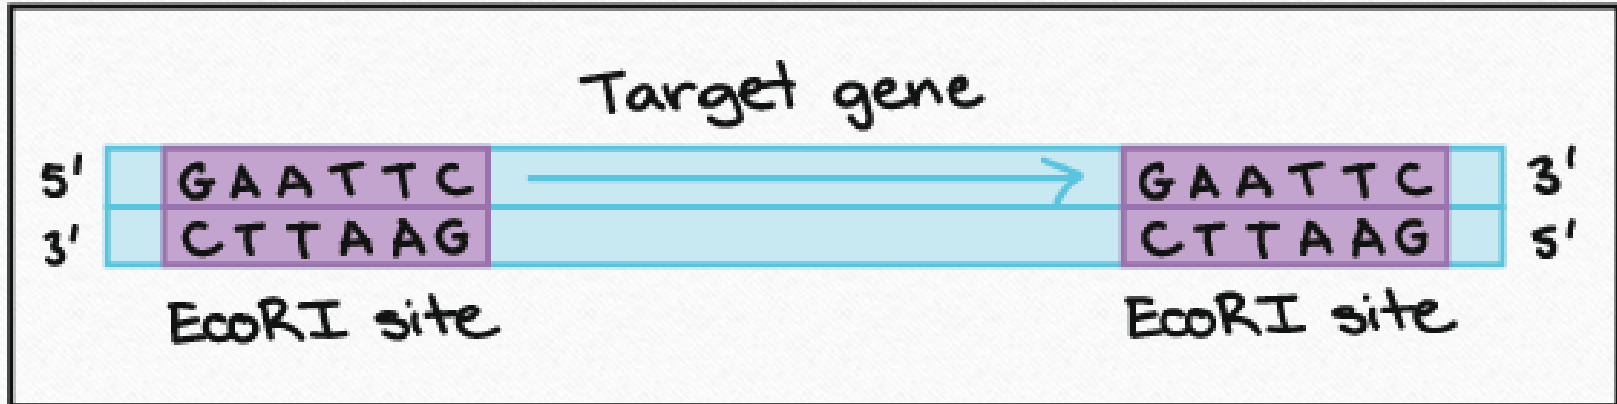 Target gene
5' GAATTC GAATTC 3'
3' CTTAAG CTTAAG 5'
EcoRI site EcoRI site